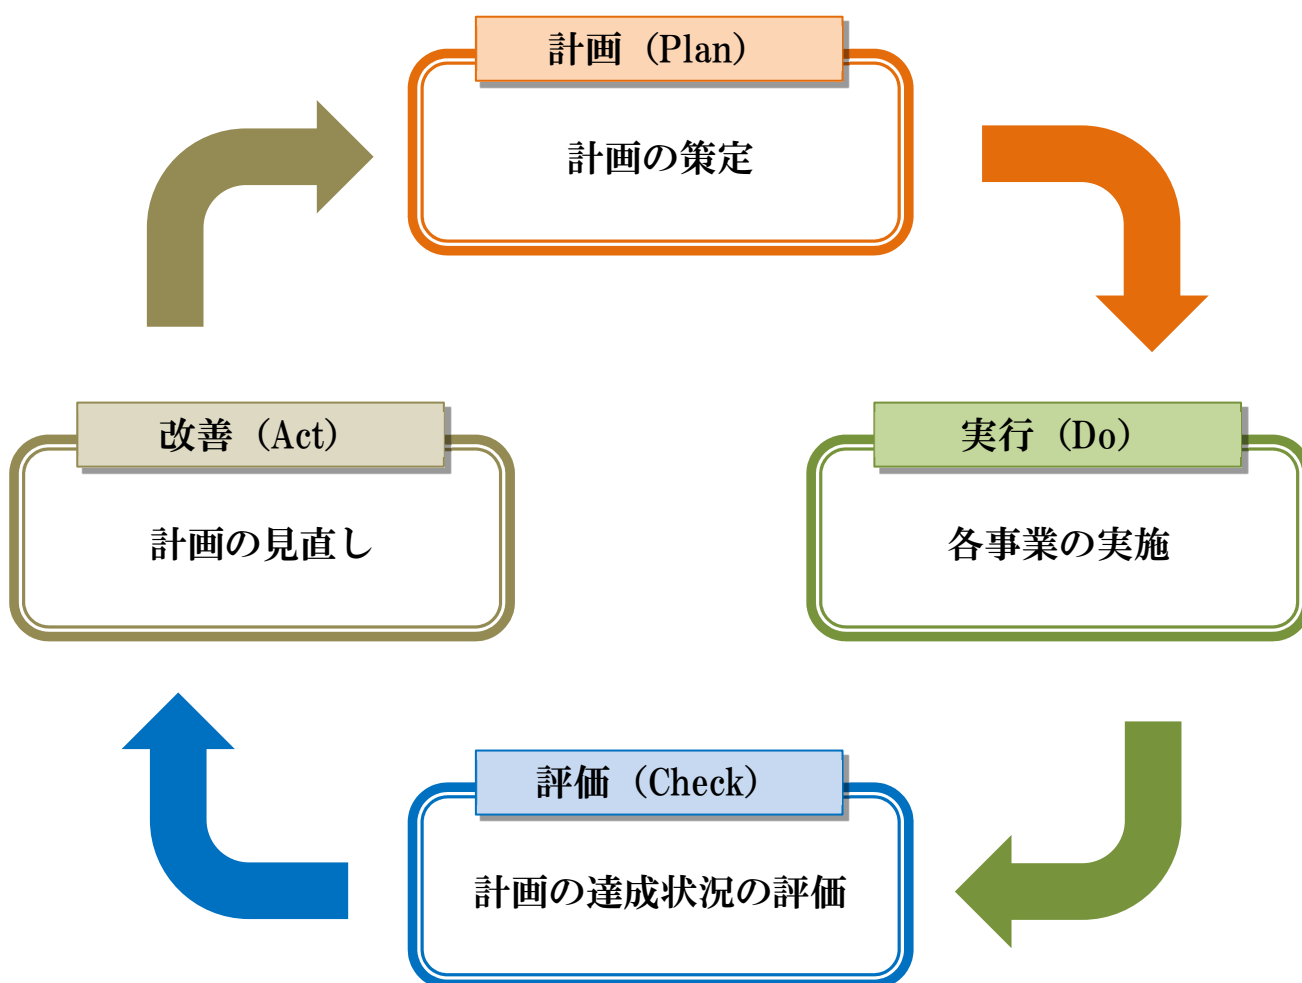 計画（Plan）
計画の策定
実行（Do）
各事業の実施
評価（Check）
計画の達成状況の評価
改善（Act）
計画の見直し